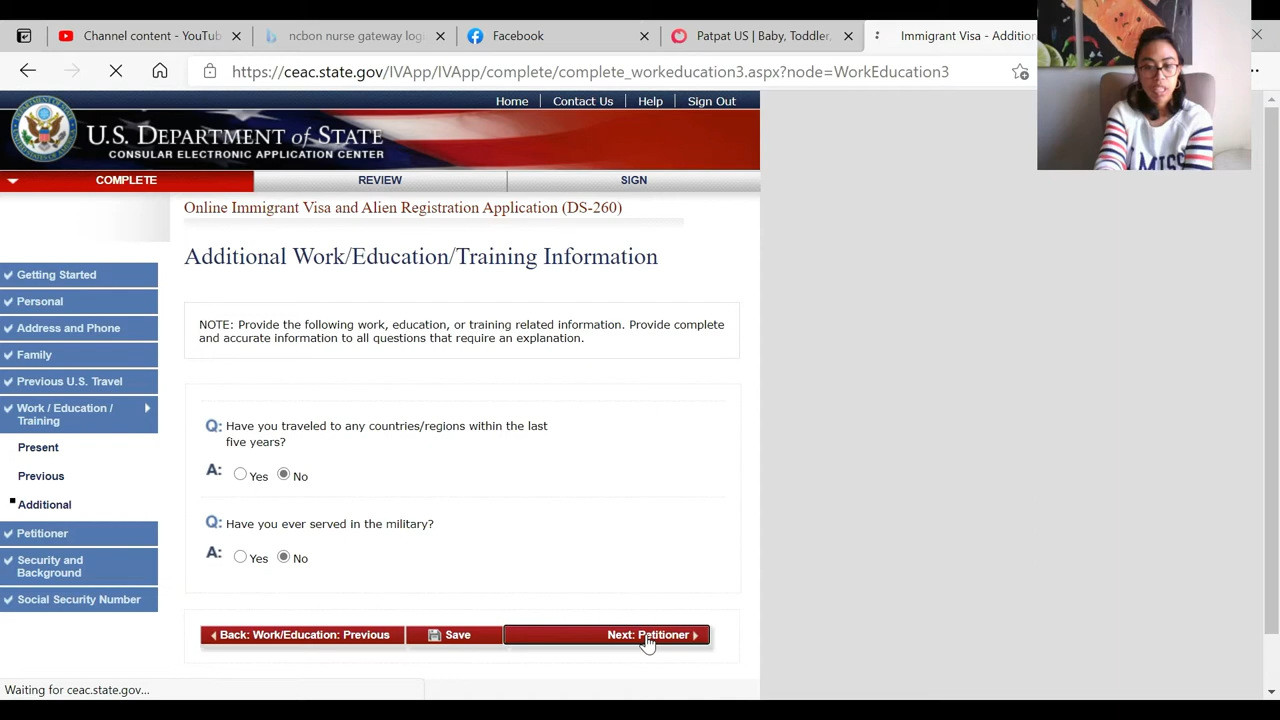 Channel content - YouTu
ncbon nurse gateway logi
Facebook
Patpat US | Baby, Toddler,
Immigrant Visa - Addition
https://ceac.state.gov/IVApp/IVApp/complete/complete_workeducation3.aspx?node=WorkEducation3
Home
Contact Us
Help
Sign Out
U.S. DEPARTMENT of STATE
CONSULAR ELECTRONIC APPLICATION CENTER
COMPLETE
REVIEW
SIGN
Online Immigrant Visa and Alien Registration Application (DS-260)
Additional Work/Education/Training Information
Getting Started
Personal
Address and Phone
Family
Previous U.S. Travel
Work / Education /
Training
Present
Previous
Additional
Petitioner
Security and
Background
Social Security Number
NOTE: Provide the following work, education, or training related information. Provide complete
and accurate information to all questions that require an explanation.
Q: Have you traveled to any countries/regions within the last
five years?
A: Yes No
Q: Have you ever served in the military?
A: Yes No
Back: Work/Education: Previous
Save
Next: Petitioner
Waiting for ceac.state.gov...
MISS